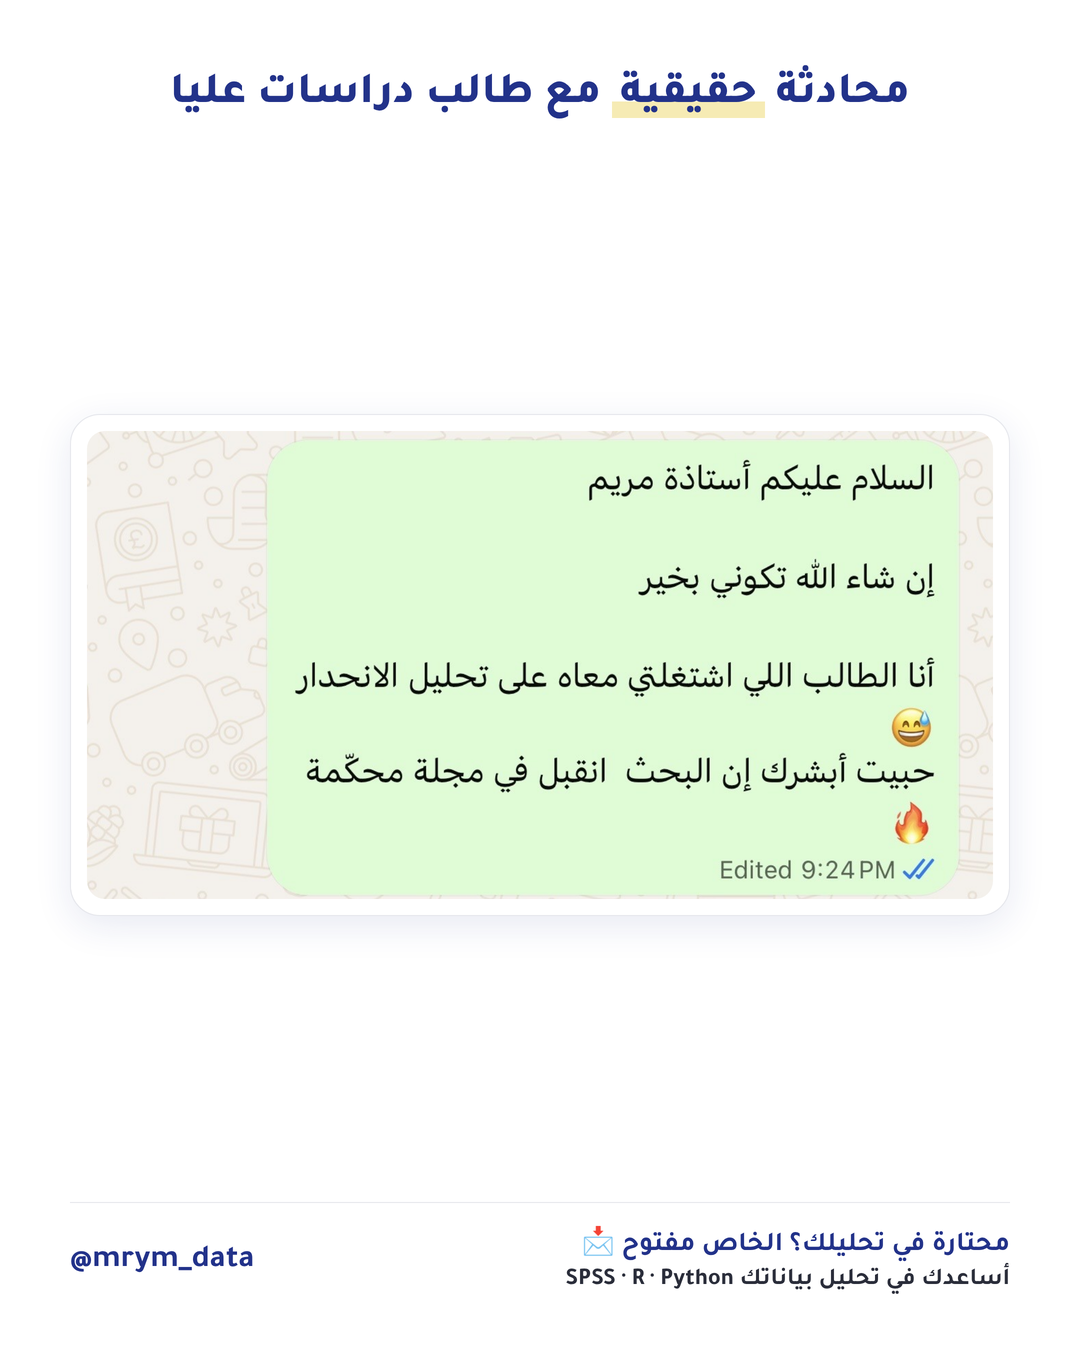 محادثة حقيقية مع طالب دراسات عليا
السلام عليكم أستاذة مريم
إن شاء الله تكوني بخير
أنا الطالب اللي اشتغلتي معاه على تحليل الانحدار
😅
حبيت أبشرك إن البحث انقبل في مجلة محكّمة
🔥
Edited 9:24 PM
محتارة في تحليلك؟ الخاص مفتوح 📩
أساعدك في تحليل بياناتك SPSS · R · Python
@mrym_data